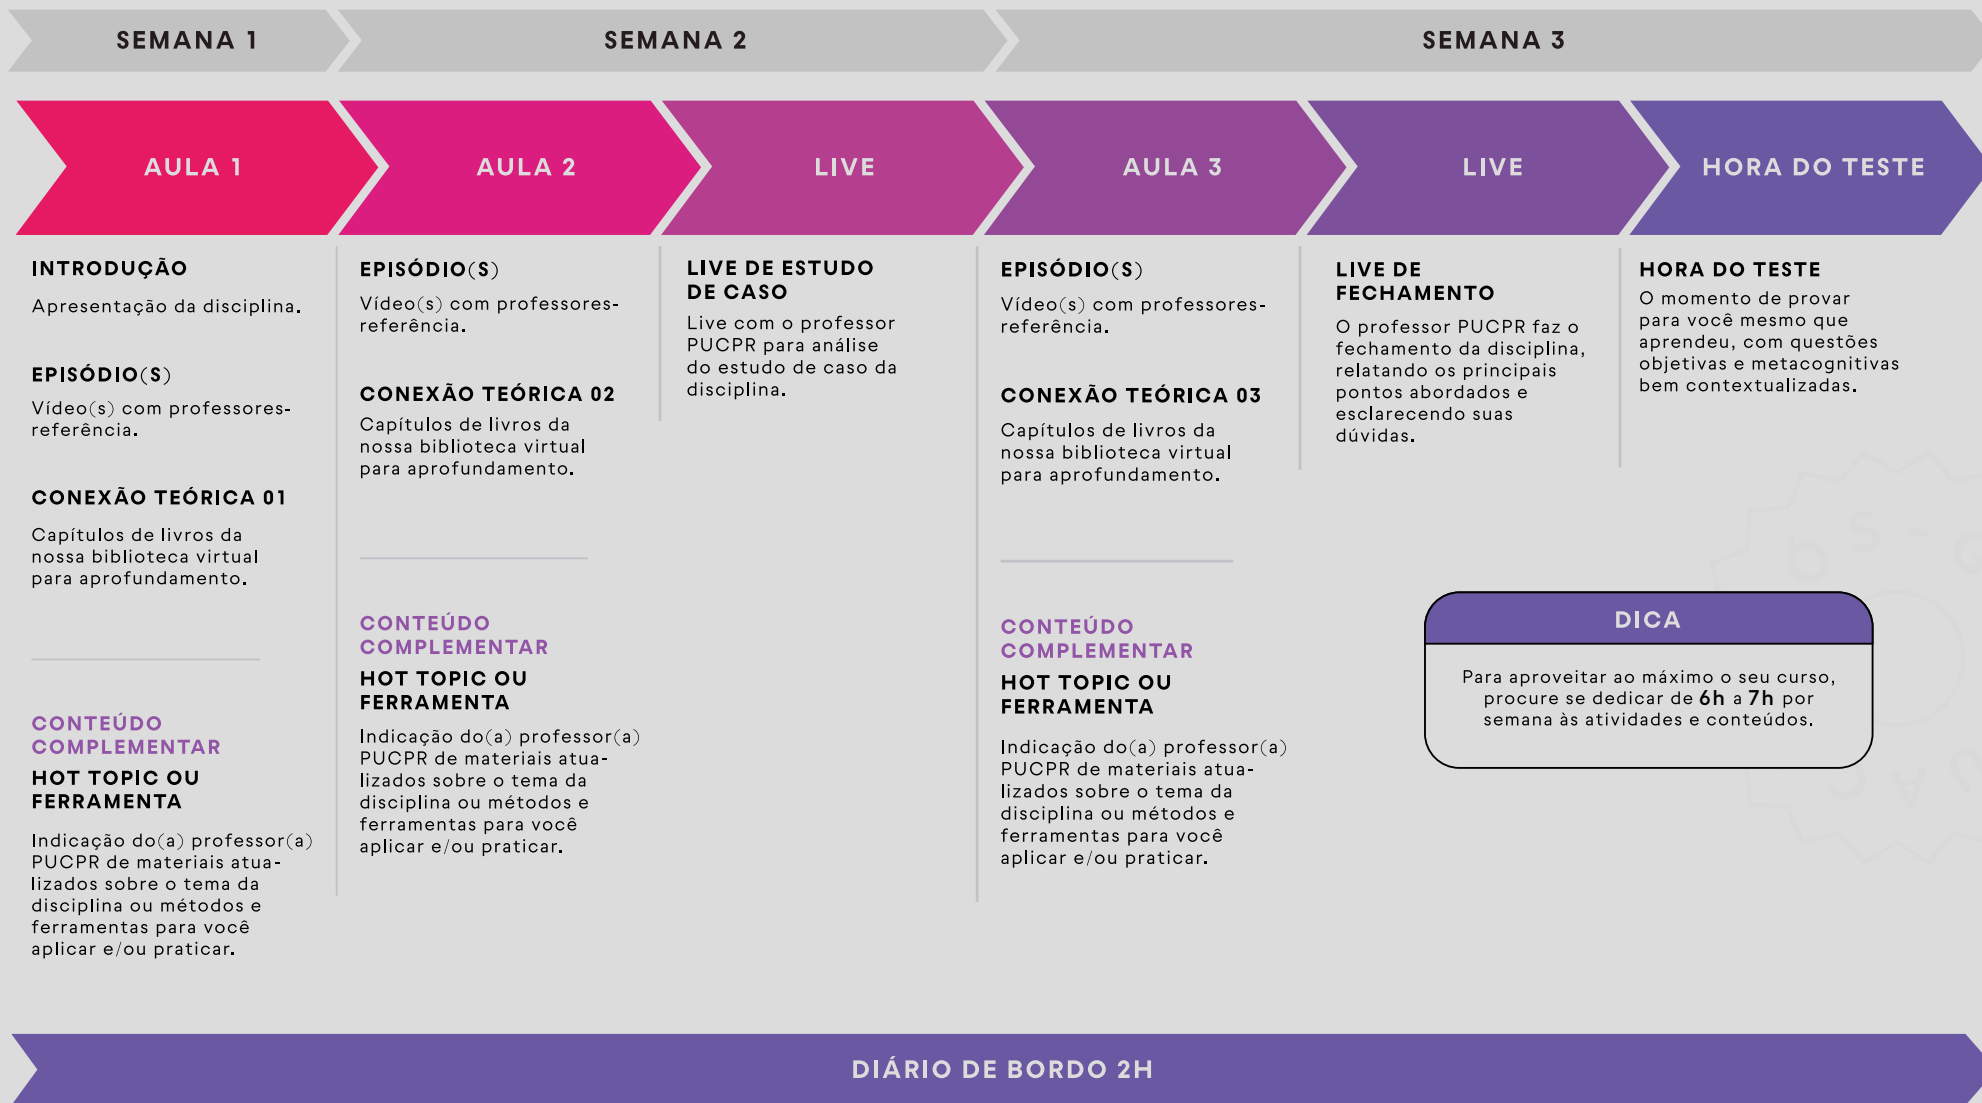 SEMANA 1
SEMANA 2
SEMANA 3
AULA 1
AULA 2
LIVE
AULA 3
LIVE
HORA DO TESTE
INTRODUÇÃO
Apresentação da disciplina.
EPISÓDIO(S)
Vídeo(s) com professores-
referência.
CONEXÃO TEÓRICA 01
Capítulos de livros da
nossa biblioteca virtual
para aprofundamento.
CONTEÚDO
COMPLEMENTAR
HOT TOPIC OU
FERRAMENTA
Indicação do(a) professor(a)
PUCPR de materiais atua-
lizados sobre o tema da
disciplina ou métodos e
ferramentas para você
aplicar e/ou praticar.
EPISÓDIO(S)
Vídeo(s) com professores-
referência.
CONEXÃO TEÓRICA 02
Capítulos de livros da
nossa biblioteca virtual
para aprofundamento.
CONTEÚDO
COMPLEMENTAR
HOT TOPIC OU
FERRAMENTA
Indicação do(a) professor(a)
PUCPR de materiais atua-
lizados sobre o tema da
disciplina ou métodos e
ferramentas para você
aplicar e/ou praticar.
LIVE DE ESTUDO
DE CASO
Live com o professor
PUCPR para análise
do estudo de caso da
disciplina.
EPISÓDIO(S)
Vídeo(s) com professores-
referência.
CONEXÃO TEÓRICA 03
Capítulos de livros da
nossa biblioteca virtual
para aprofundamento.
CONTEÚDO
COMPLEMENTAR
HOT TOPIC OU
FERRAMENTA
Indicação do(a) professor(a)
PUCPR de materiais atua-
lizados sobre o tema da
disciplina ou métodos e
ferramentas para você
aplicar e/ou praticar.
LIVE DE
FECHAMENTO
O professor PUCPR faz o
fechamento da disciplina,
relatando os principais
pontos abordados e
esclarecendo suas
dúvidas.
HORA DO TESTE
O momento de provar
para você mesmo que
aprendeu, com questões
objetivas e metacognitivas
bem contextualizadas.
DICA
Para aproveitar ao máximo o seu curso,
procure se dedicar de 6h a 7h por
semana às atividades e conteúdos.
DIÁRIO DE BORDO 2H